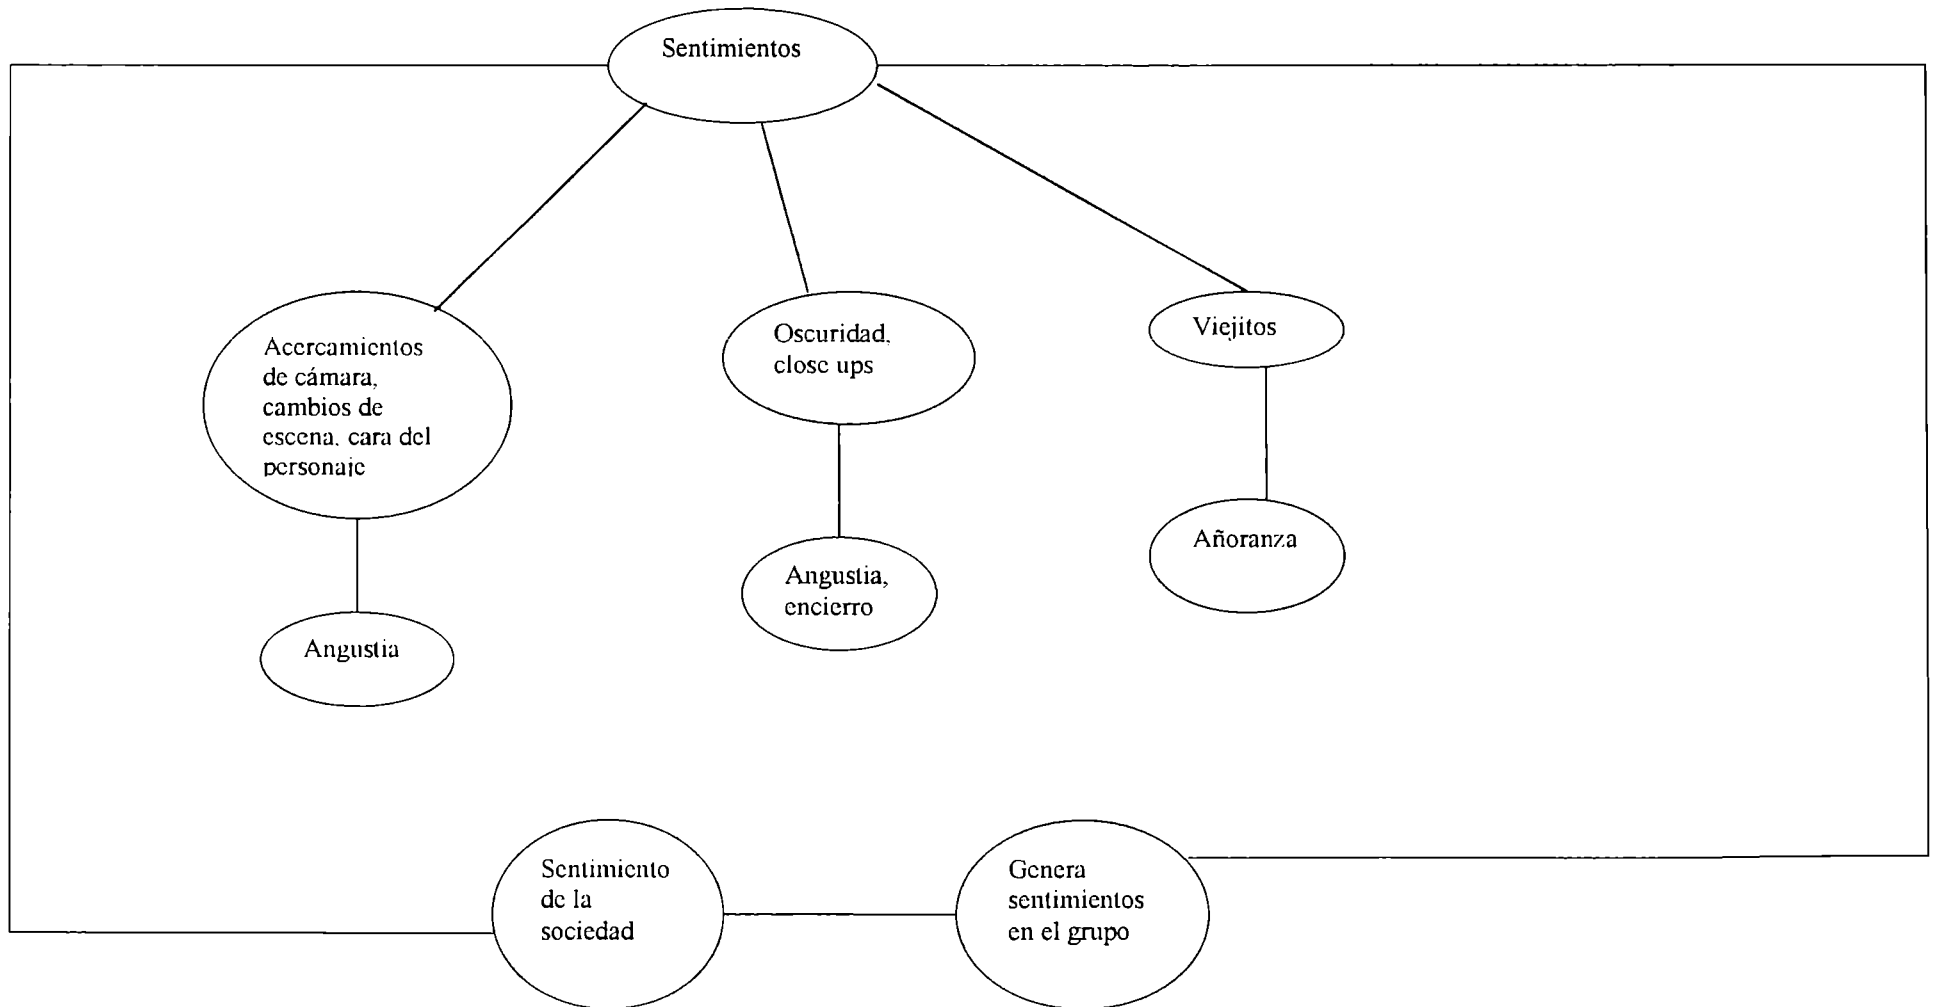 Sentimientos
Acercamientos
de cámara,
cambios de
escena, cara del
personaje
Oscuridad,
close ups
Viejitos
Angustia
Angustia,
encierro
Añoranza
Sentimiento
de la
sociedad
Genera
sentimientos
en el grupo